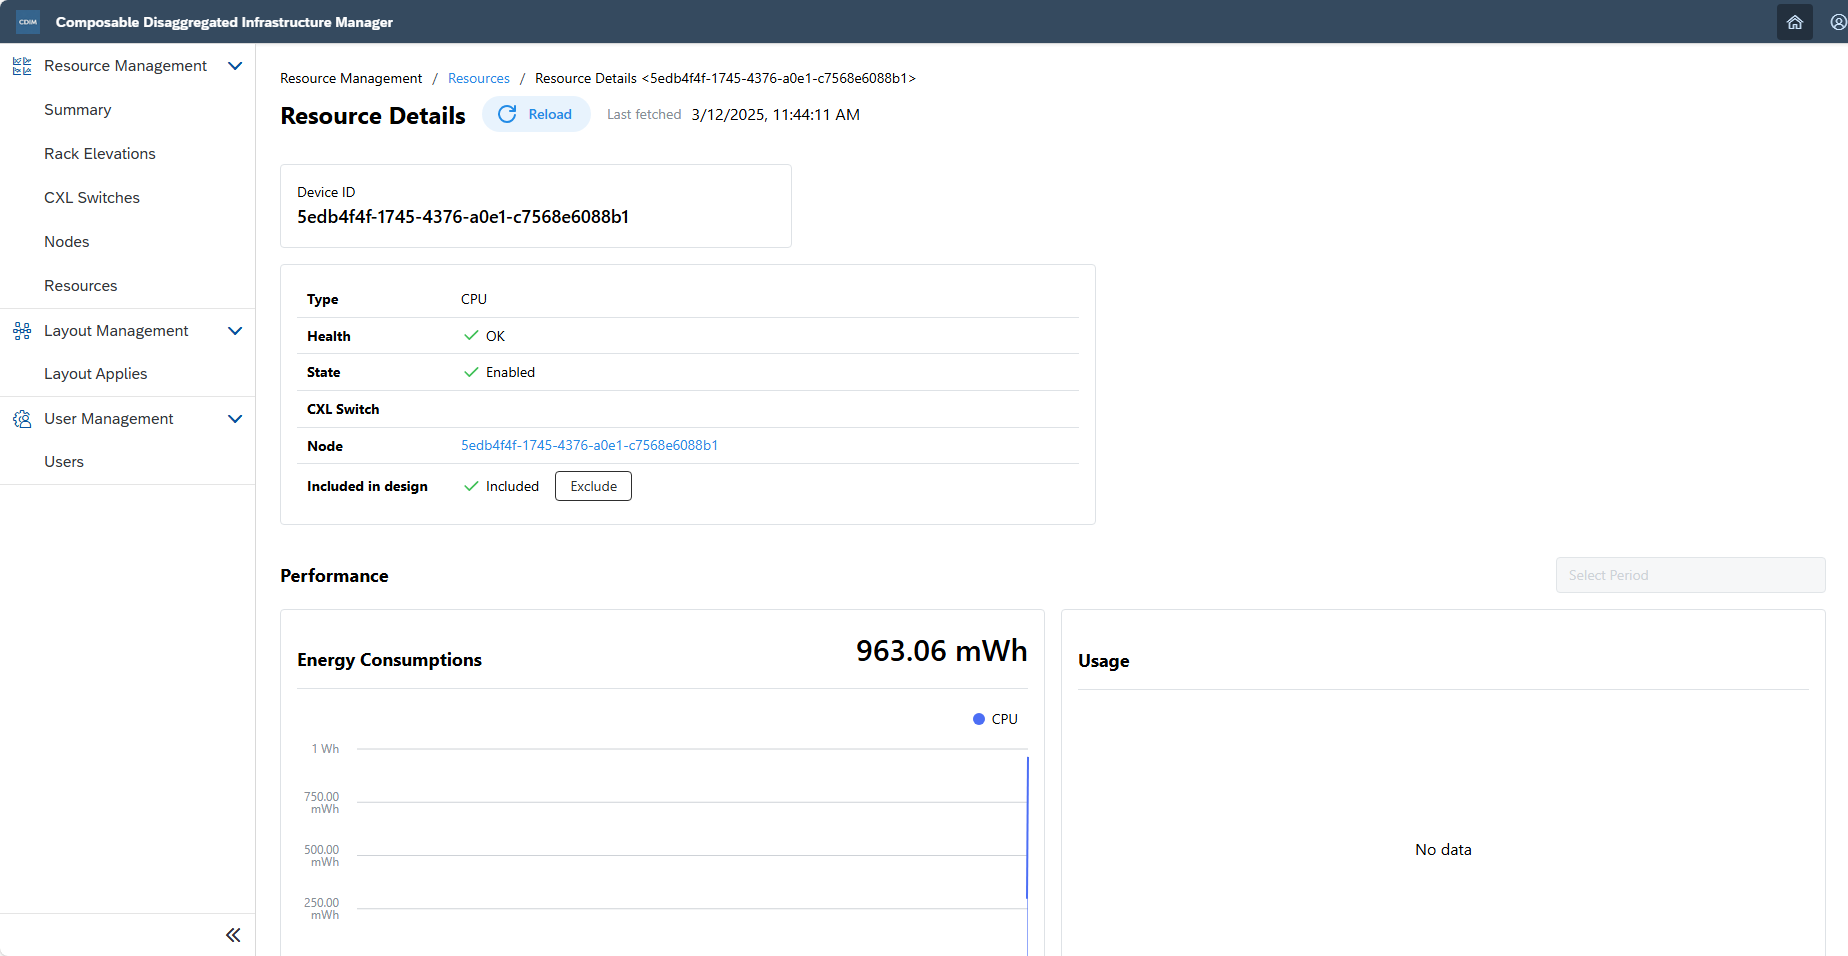 CDIM
Composable Disaggregated Infrastructure Manager
Resource Management
Summary
Rack Elevations
CXL Switches
Nodes
Resources
Layout Management
Layout Applies
User Management
Users
Resource Management / Resources / Resource Details <5edb4f4f-1745-4376-a0e1-c7568e6088b1>
Resource Details
Reload
Last fetched 3/12/2025, 11:44:11 AM
Device ID
5edb4f4f-1745-4376-a0e1-c7568e6088b1
Type CPU
Health OK
State Enabled
CXL Switch
Node 5edb4f4f-1745-4376-a0e1-c7568e6088b1
Included in design Included Exclude
Performance
Select Period
Energy Consumptions
963.06 mWh
CPU
1 Wh
750.00
mWh
500.00
mWh
250.00
mWh
Usage
No data